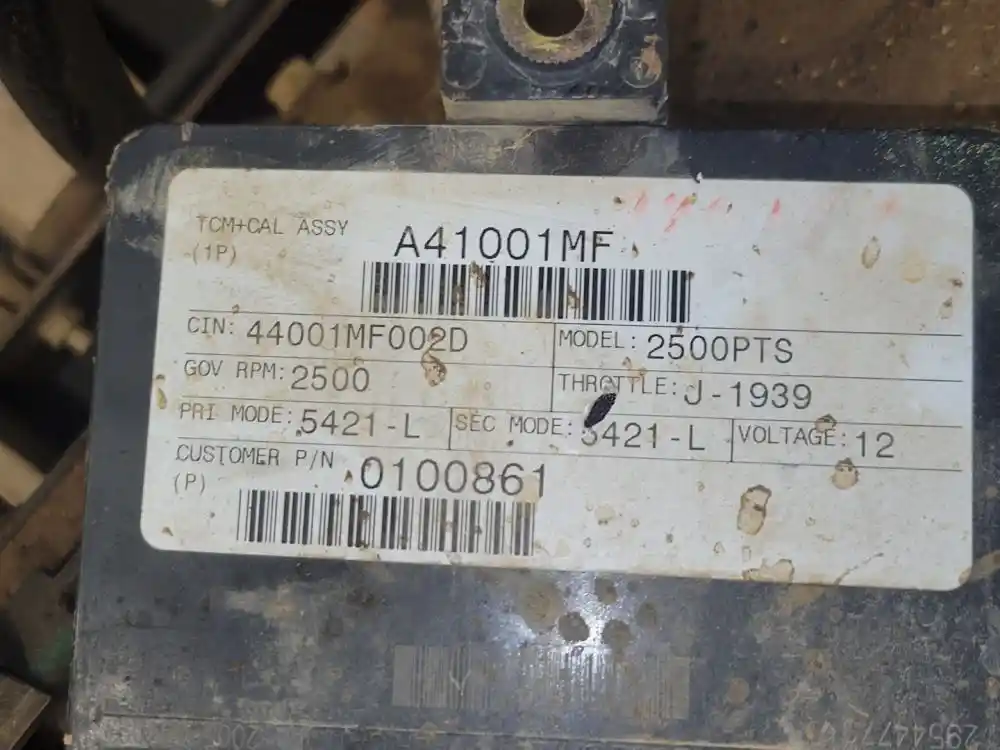 TCM+CAL ASSY
(1P)
A41001MF
CIN: 44001MF002D
MODEL: 2500PTS
GOV RPM: 2500
THROTTLE: J-1939
PRI MODE: 5421-L
SEC MODE: 5421-L
VOLTAGE: 12
CUSTOMER P/N
(P)
0100861